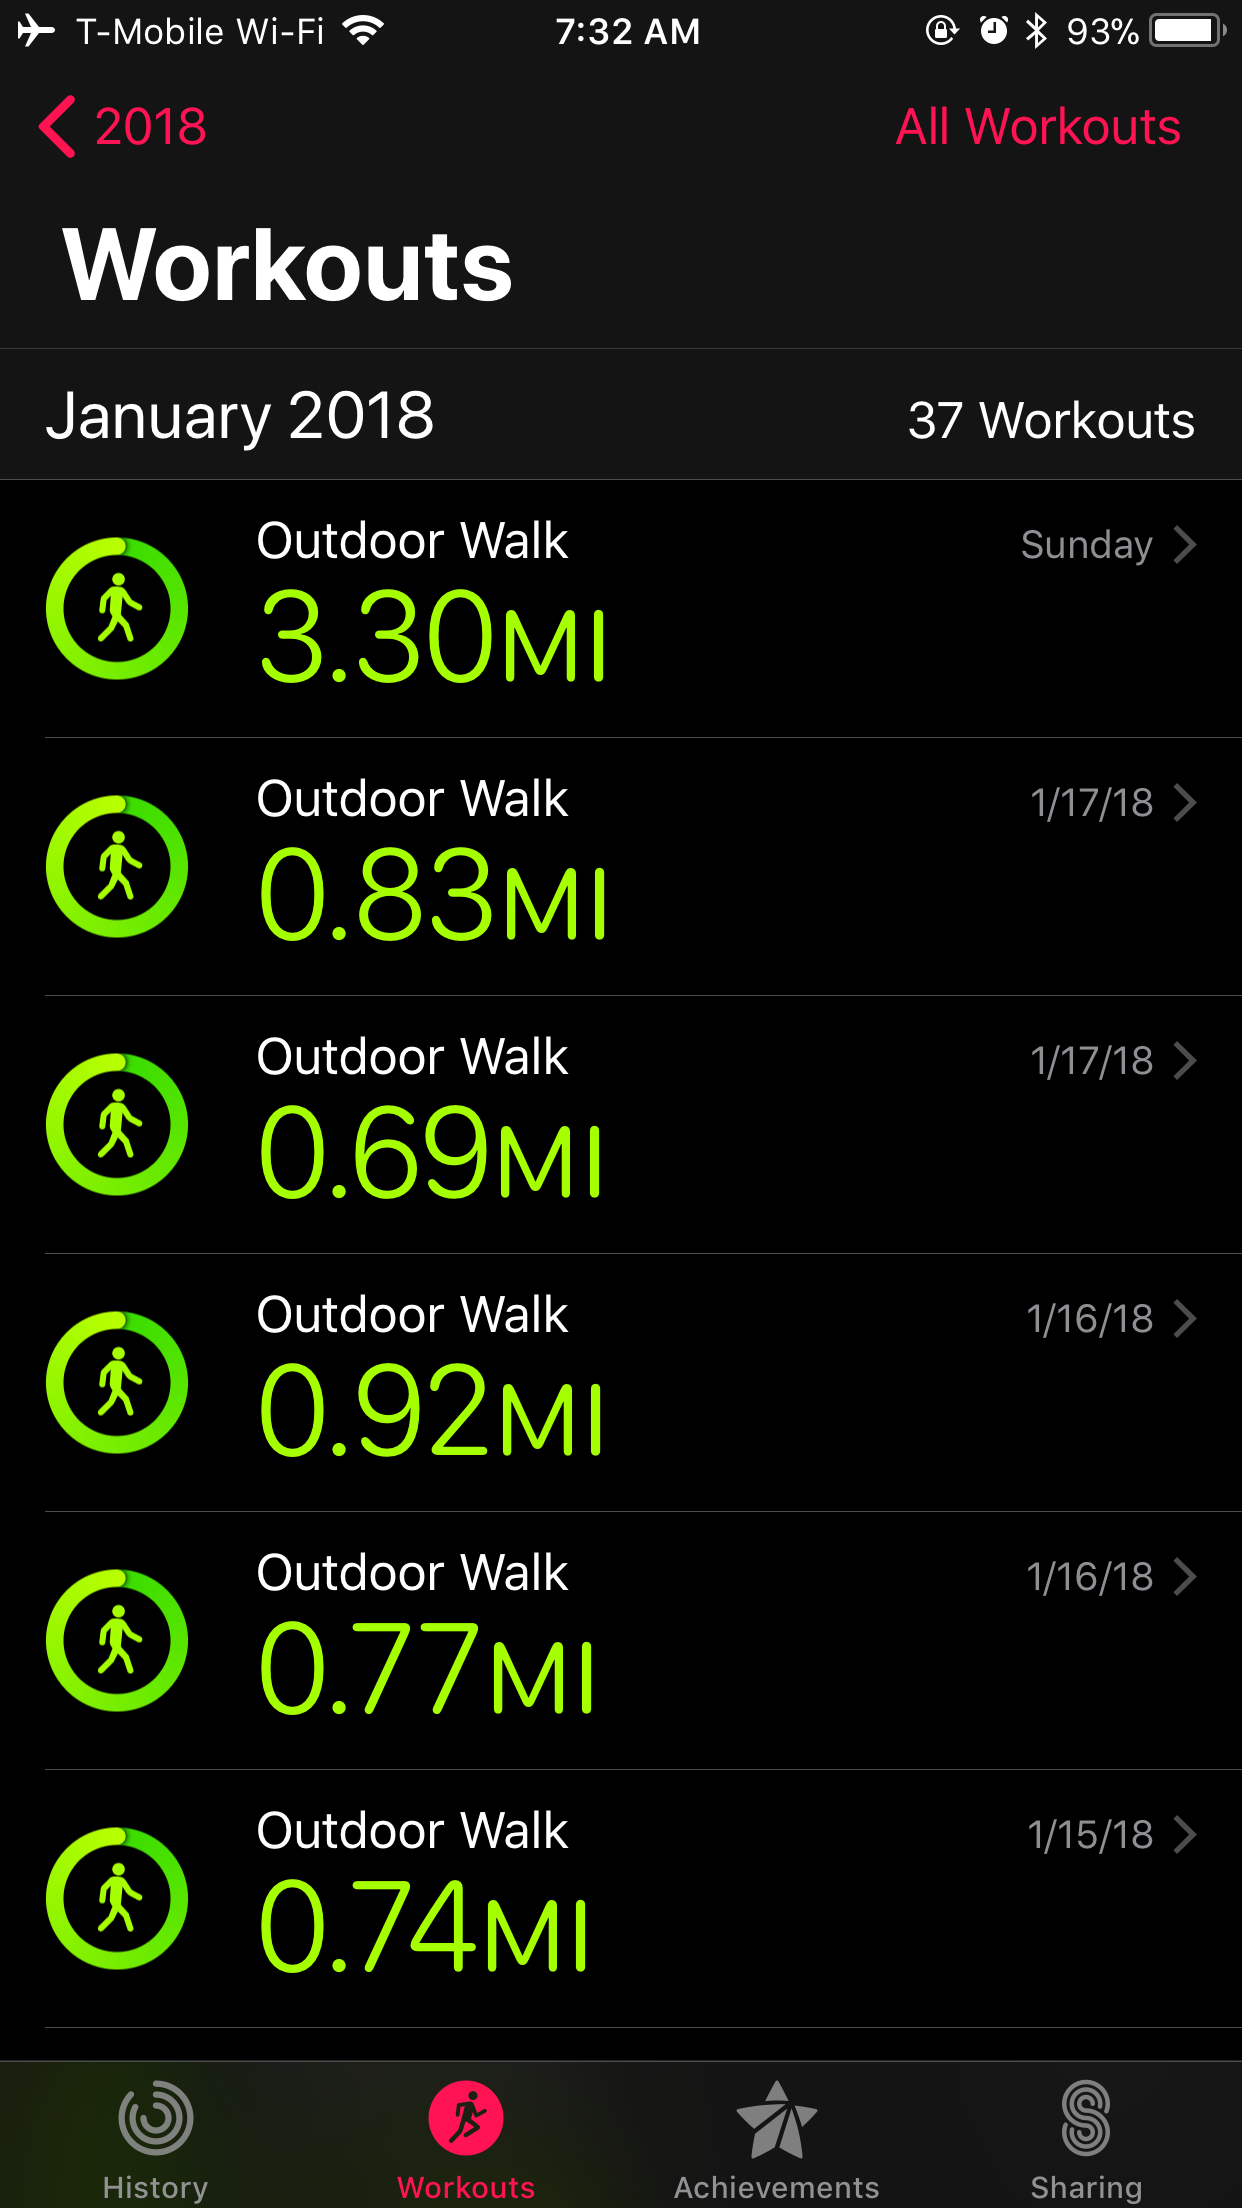 T-Mobile Wi-Fi 7:32 AM 93%
2018 All Workouts
Workouts
January 2018 37 Workouts
Outdoor Walk Sunday
3.30MI
Outdoor Walk 1/17/18
0.83MI
Outdoor Walk 1/17/18
0.69MI
Outdoor Walk 1/16/18
0.92MI
Outdoor Walk 1/16/18
0.77MI
Outdoor Walk 1/15/18
0.74MI
History Workouts Achievements Sharing